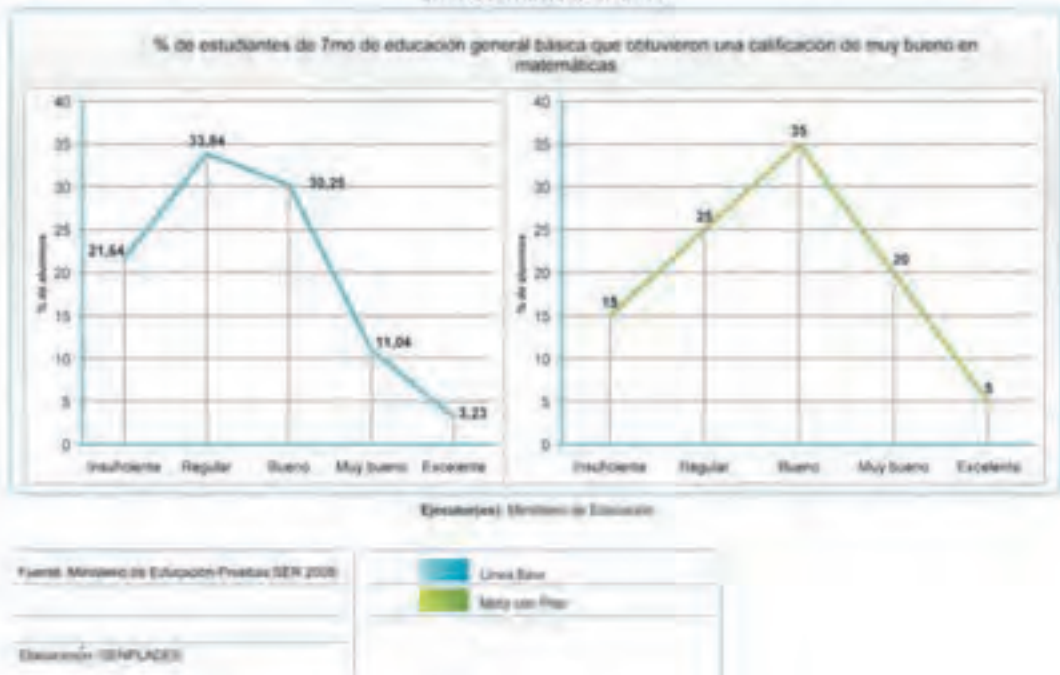 % de estudiantes de 7mo de educación general básica que obtuvieron una calificación de muy bueno en
matemáticas
40
35
30
25
20
15
10
5
0
% de alumnos
21,64
33,84
30,25
11,04
3,23
Insuficiente Regular Bueno Muy bueno Excelente
40
35
30
25
20
15
10
5
0
% de alumnos
15
25
35
20
5
Insuficiente Regular Bueno Muy bueno Excelente
Ejecutor(es): Ministerio de Educación
Fuente: Ministerio de Educación-Pruebas SER 2008
Elaboración: SENPLADES
Línea Base
Meta con Plan